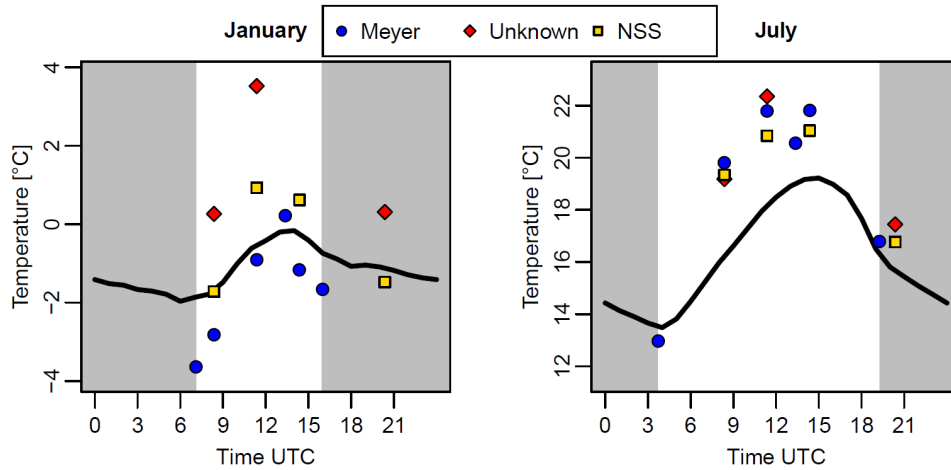 January
Meyer
Unknown
NSS
July
Temperature [°C]
4
2
0
−2
−4
0 3 6 9 12 15 18 21
Time UTC
Temperature [°C]
22
20
18
16
14
12
0 3 6 9 12 15 18 21
Time UTC